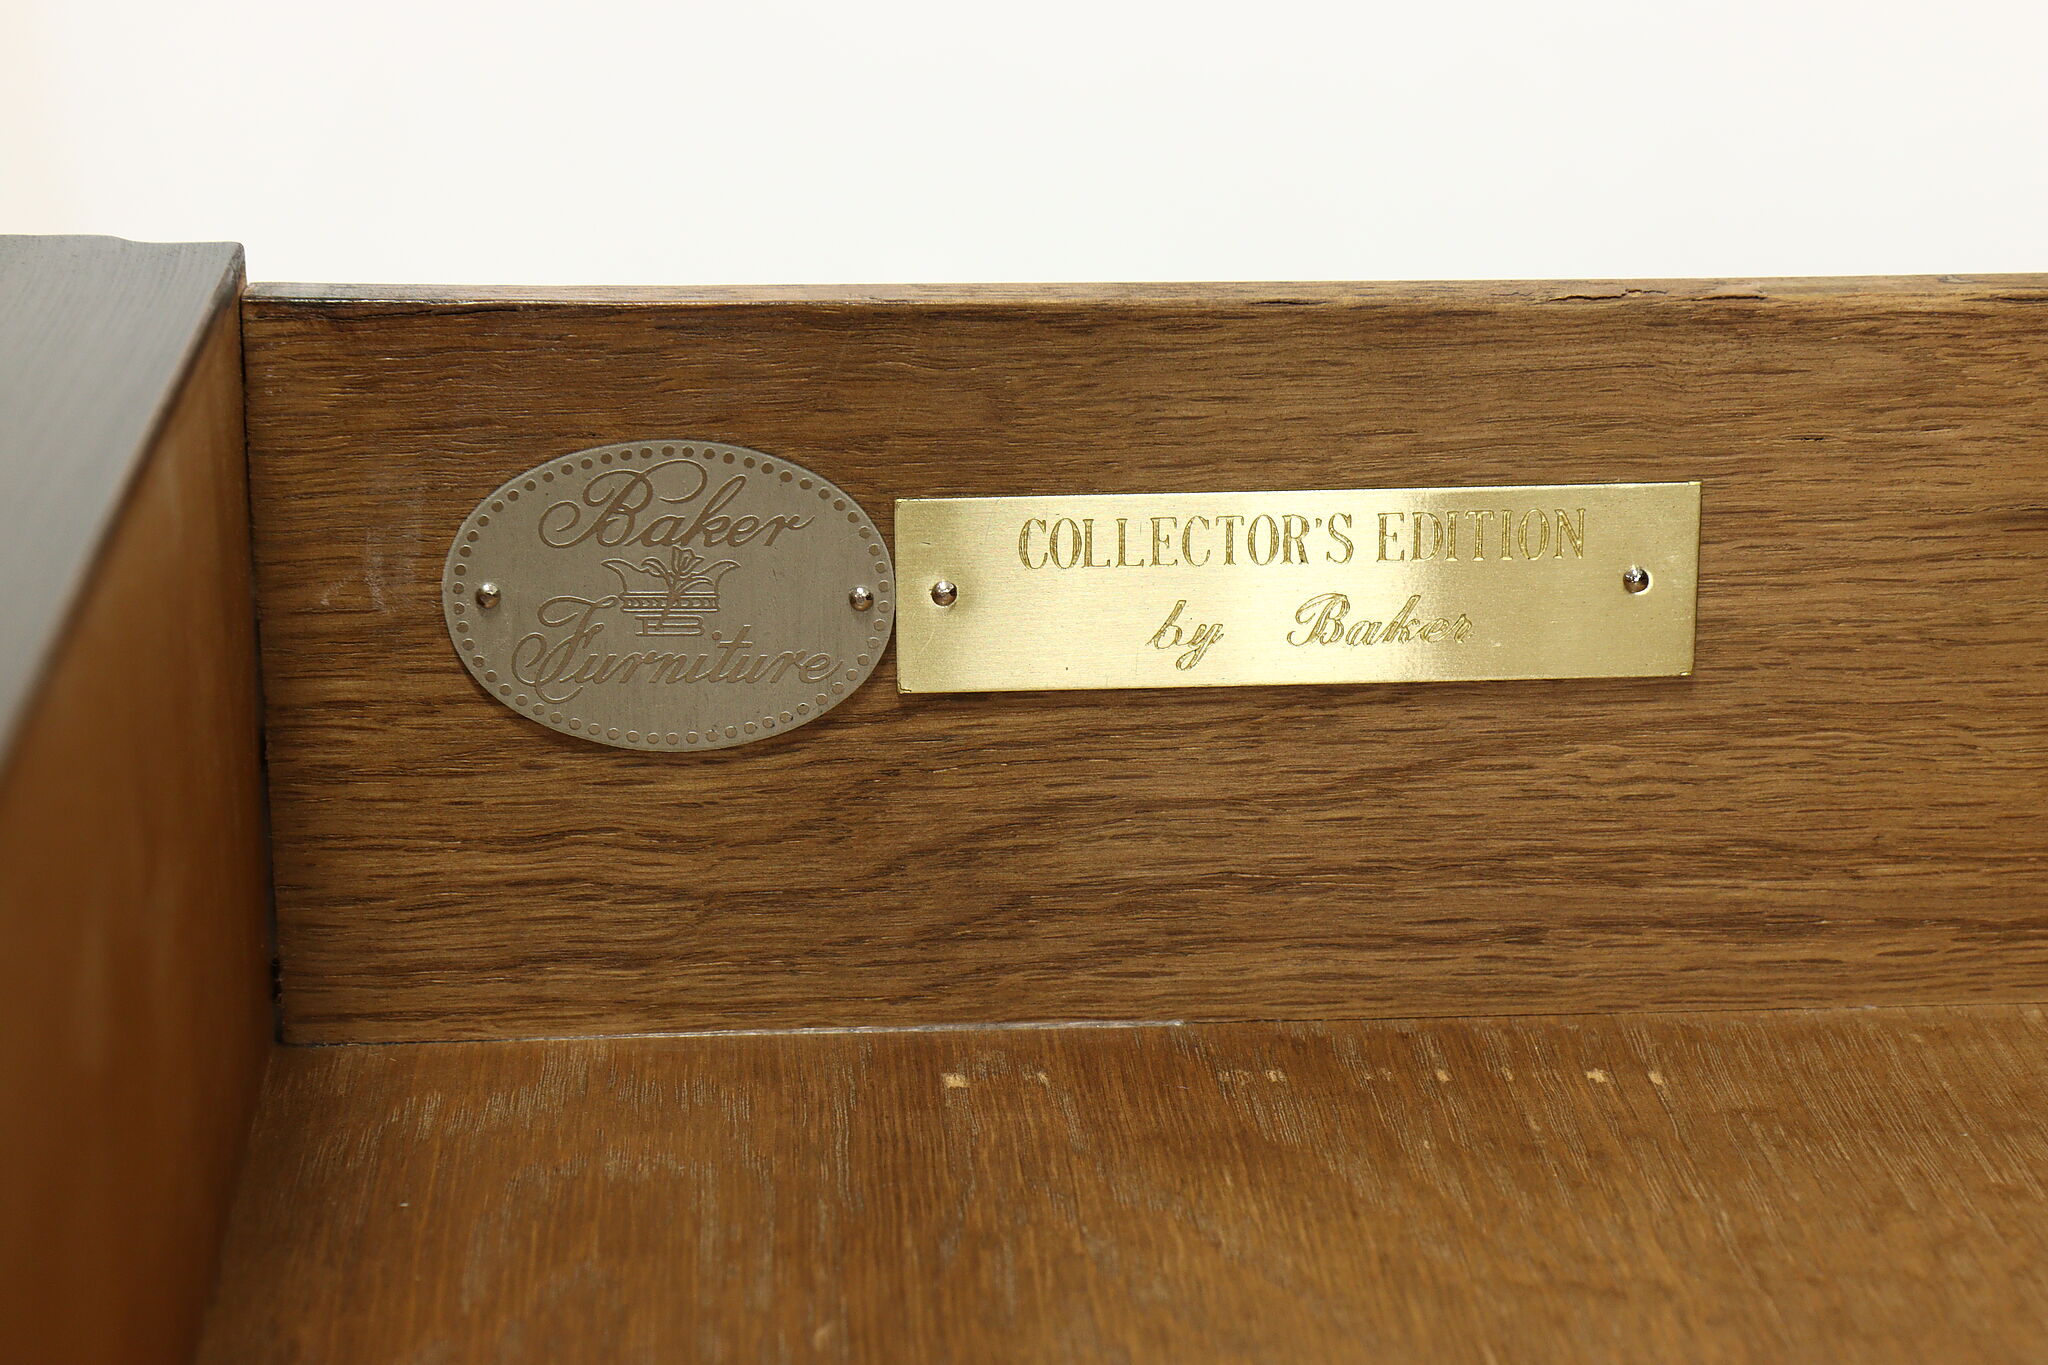 Baker
Furniture
COLLECTOR'S EDITION
by Baker